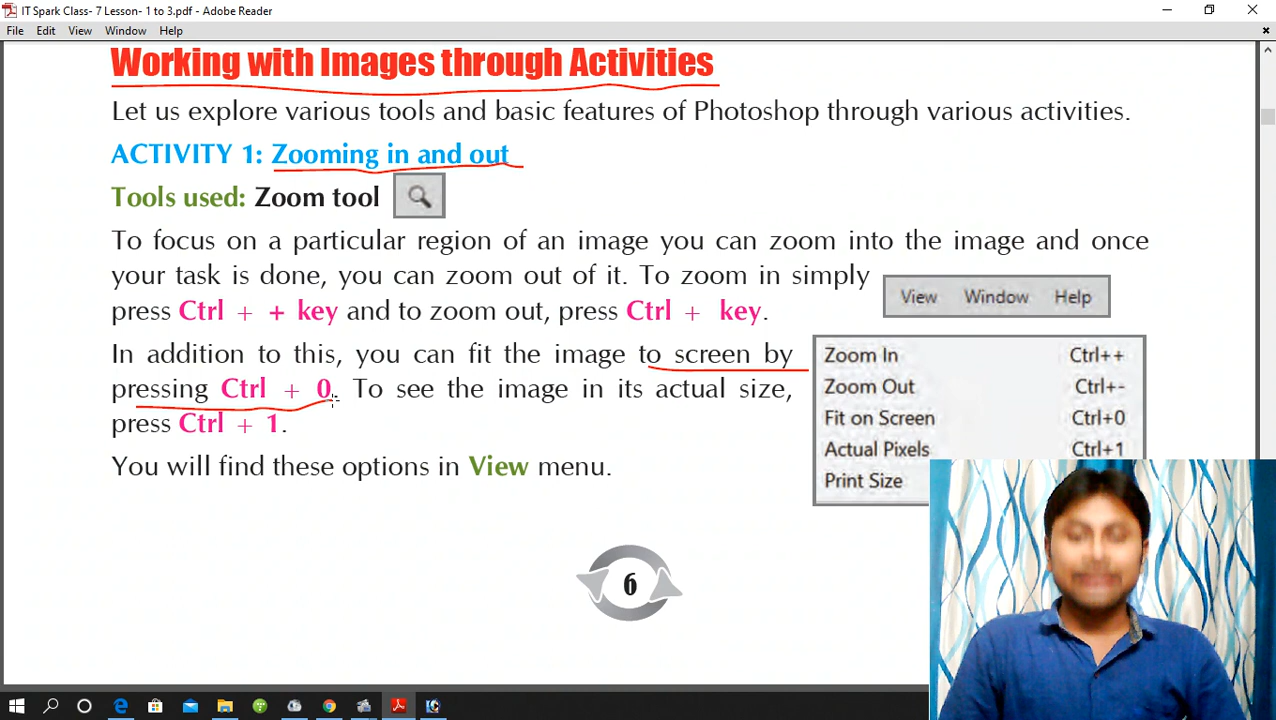 IT Spark Class- 7 Lesson- 1 to 3.pdf - Adobe Reader
File Edit View Window Help
Working with Images through Activities
Let us explore various tools and basic features of Photoshop through various activities.
ACTIVITY 1: Zooming in and out
Tools used: Zoom tool
To focus on a particular region of an image you can zoom into the image and once
your task is done, you can zoom out of it. To zoom in simply
press Ctrl + + key and to zoom out, press Ctrl + key.
In addition to this, you can fit the image to screen by
pressing Ctrl + 0. To see the image in its actual size,
press Ctrl + 1.
You will find these options in View menu.
View Window Help
Zoom In Ctrl++
Zoom Out Ctrl+-
Fit on Screen Ctrl+0
Actual Pixels Ctrl+1
Print Size
6